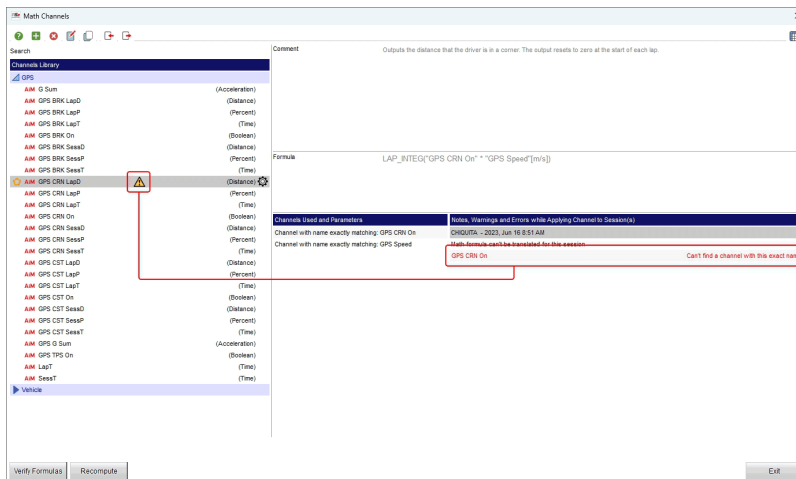 Math Channels
Search
Channels Library
GPS
AiM G Sum (Acceleration)
AiM GPS BRK LapD (Distance)
AiM GPS BRK LapP (Percent)
AiM GPS BRK LapT (Time)
AiM GPS BRK On (Boolean)
AiM GPS BRK SessD (Distance)
AiM GPS BRK SessP (Percent)
AiM GPS BRK SessT (Time)
AiM GPS CRN LapD (Distance)
AiM GPS CRN LapP (Percent)
AiM GPS CRN LapT (Time)
AiM GPS CRN On (Boolean)
AiM GPS CRN SessD (Distance)
AiM GPS CRN SessP (Percent)
AiM GPS CRN SessT (Time)
AiM GPS CST LapD (Distance)
AiM GPS CST LapP (Percent)
AiM GPS CST LapT (Time)
AiM GPS CST On (Boolean)
AiM GPS CST SessD (Distance)
AiM GPS CST SessP (Percent)
AiM GPS CST SessT (Time)
AiM GPS G Sum (Acceleration)
AiM GPS TPS On (Boolean)
AiM LapT (Time)
AiM SessT (Time)
Vehicle
Comment Outputs the distance that the driver is in a corner. The output resets to zero at the start of each lap.
Formula LAP_INTEG("GPS CRN On" * "GPS Speed"[m/s])
Channels Used and Parameters
Channel with name exactly matching: GPS CRN On
Channel with name exactly matching: GPS Speed
Notes, Warnings and Errors while Applying Channel to Session(s)
CHIQUITA - 2023, Jun 16 8:51 AM
Math formula can't be translated for this session
GPS CRN On Can't find a channel with this exact nam
Verify Formulas Recompute Exit